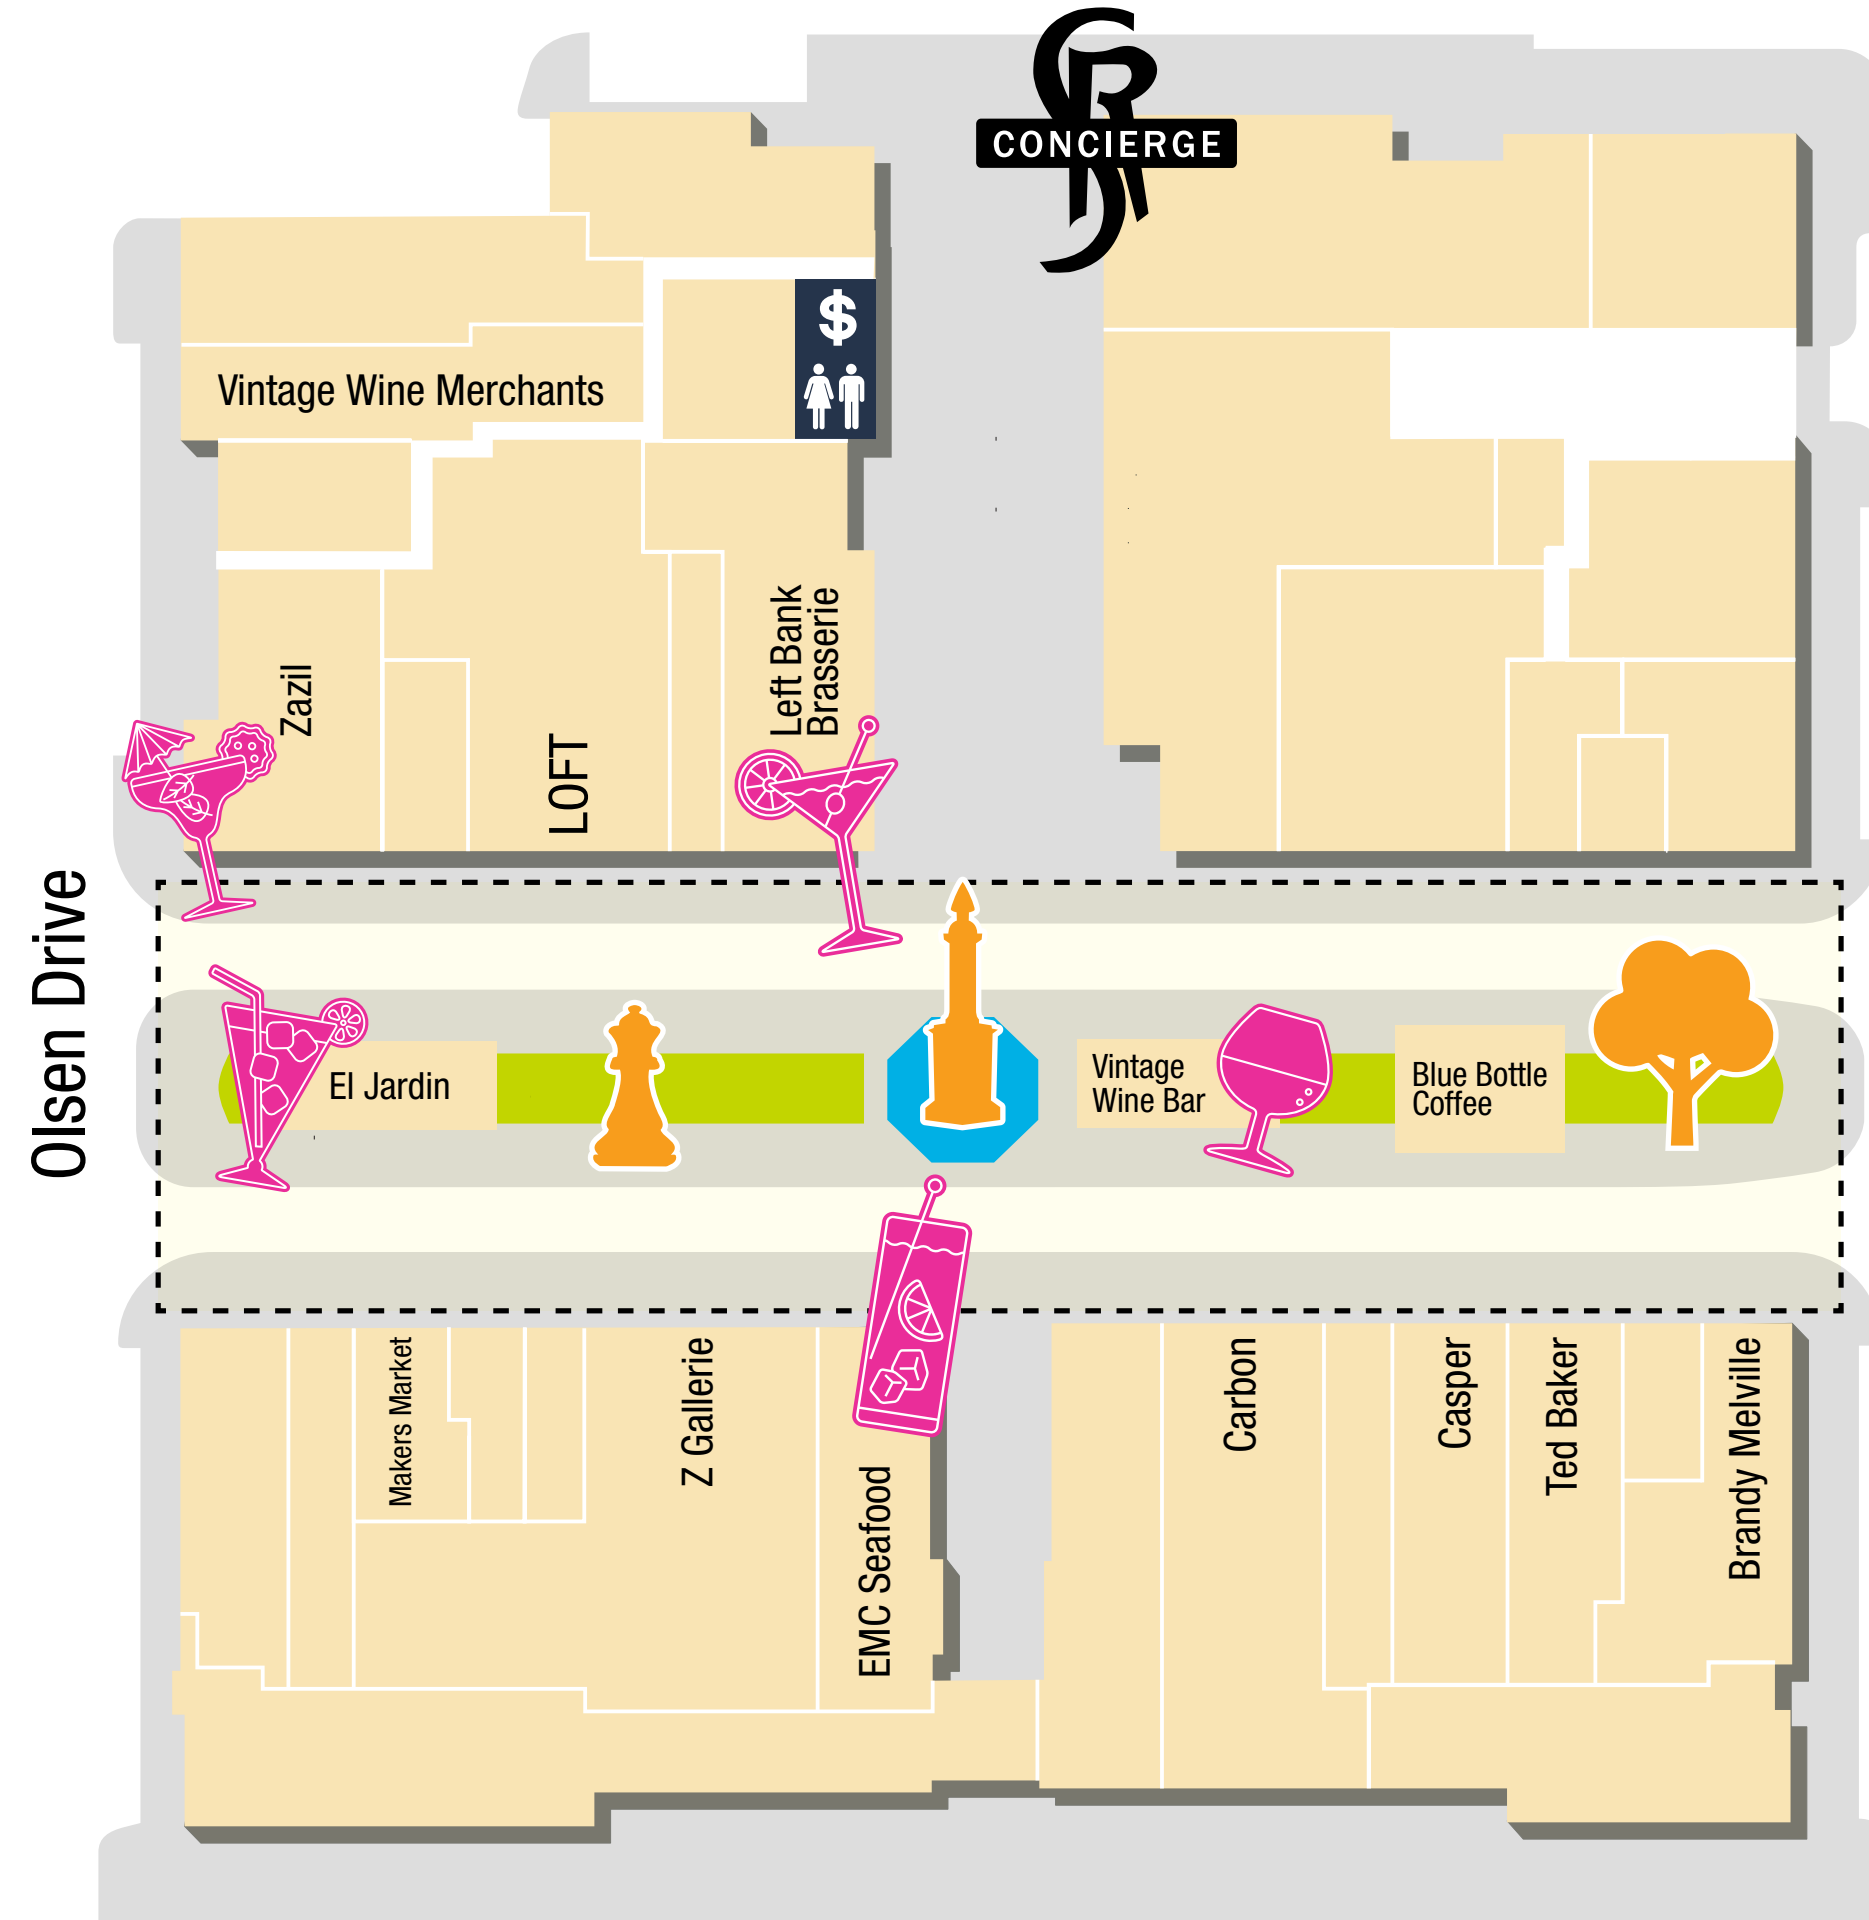 SRD
CONCIERGE
$
Vintage Wine Merchants
Zazil
LOFT
Left Bank
Brasserie
Olsen Drive
El Jardin
Vintage
Wine Bar
Blue Bottle
Coffee
Makers Market
Z Gallerie
EMC Seafood
Carbon
Casper
Ted Baker
Brandy Melville